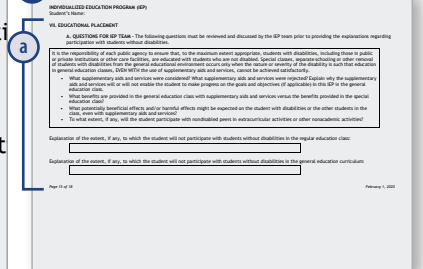 INDIVIDUALIZED EDUCATION PROGRAM (IEP)
Student's Name:
VII. EDUCATIONAL PLACEMENT
A. QUESTIONS FOR IEP TEAM - The following questions must be reviewed and discussed by the IEP team prior to providing the explanations regarding
participation with students without disabilities.
a
It is the responsibility of each public agency to ensure that, to the maximum extent appropriate, students with disabilities, including those in public
or private institutions or other care facilities, are educated with students who are not disabled. Special classes, separate schooling or other removal
of students with disabilities from the general educational environment occurs only when the nature or severity of the disability is such that education
in general education classes, EVEN WITH the use of supplementary aids and services, cannot be achieved satisfactorily.
• What supplementary aids and services were considered? What supplementary aids and services were rejected? Explain why the supplementary
aids and services will or will not enable the student to make progress on the goals and objectives (if applicable) in this IEP in the general
education class.
• What benefits are provided in the general education class with supplementary aids and services versus the benefits provided in the special
education class?
• What potentially beneficial effects and/or harmful effects might be expected on the student with disabilities or the other students in the
class, even with supplementary aids and services?
• To what extent, if any, will the student participate with nondisabled peers in extracurricular activities or other nonacademic activities?
Explanation of the extent, if any, to which the student will not participate with students without disabilities in the regular education class:
Explanation of the extent, if any, to which the student will not participate with students without disabilities in the general education curriculum:
Page 15 of 18 February 1, 2020